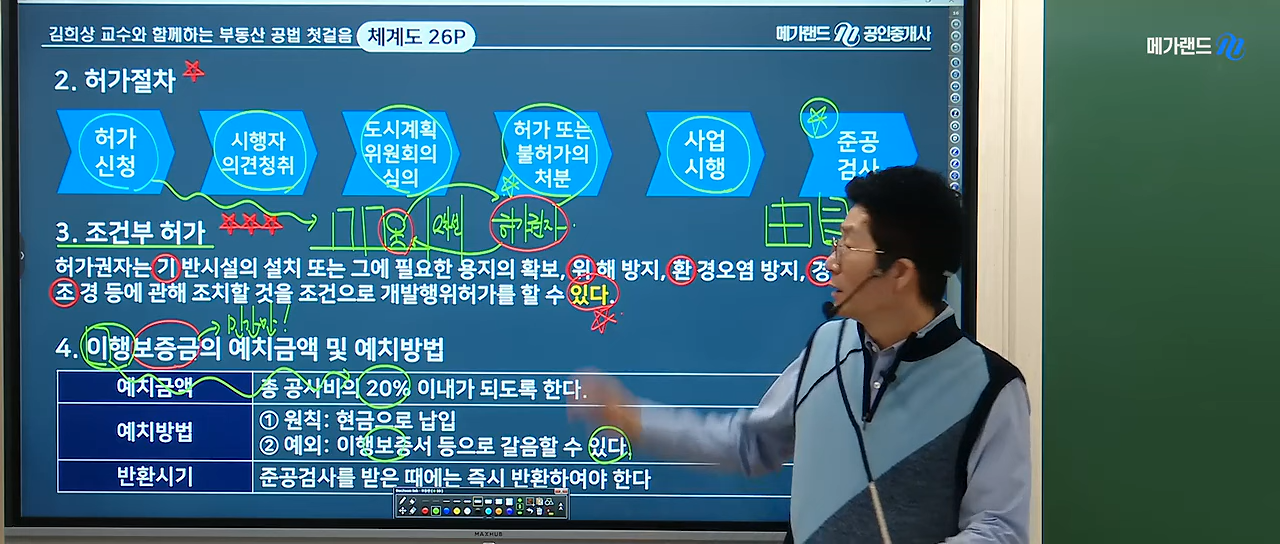 김희상 교수와 함께하는 부동산 공법 첫걸음 체계도 26P
메가랜드 공인중개사
메가랜드
2. 허가절차
허가 신청
시행자 의견청취
도시계획 위원회의 심의
허가 또는 불허가의 처분
사업 시행
준공 검사
허가권자
3. 조건부 허가
허가권자는 기 반시설의 설치 또는 그에 필요한 용지의 확보, 위 해 방지, 환 경오염 방지, 경
조 경 등에 관해 조치할 것을 조건으로 개발행위허가를 할 수 있다.
민간만!
4. 이행보증금의 예치금액 및 예치방법
예치금액 총 공사비의 20% 이내가 되도록 한다.
예치방법 ① 원칙: 현금으로 납입
② 예외: 이행보증서 등으로 갈음할 수 있다.
반환시기 준공검사를 받은 때에는 즉시 반환하여야 한다
MAXHUB